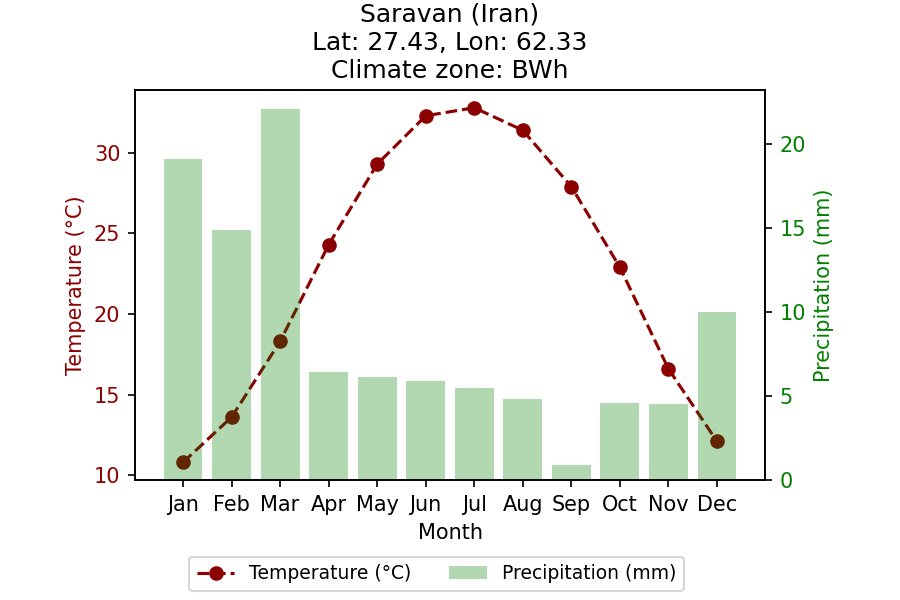 Saravan (Iran)
Lat: 27.43, Lon: 62.33
Climate zone: BWh
Temperature (°C)
30
25
20
15
10
Precipitation (mm)
20
15
10
5
0
Jan Feb Mar Apr May Jun Jul Aug Sep Oct Nov Dec
Month
Temperature (°C) Precipitation (mm)